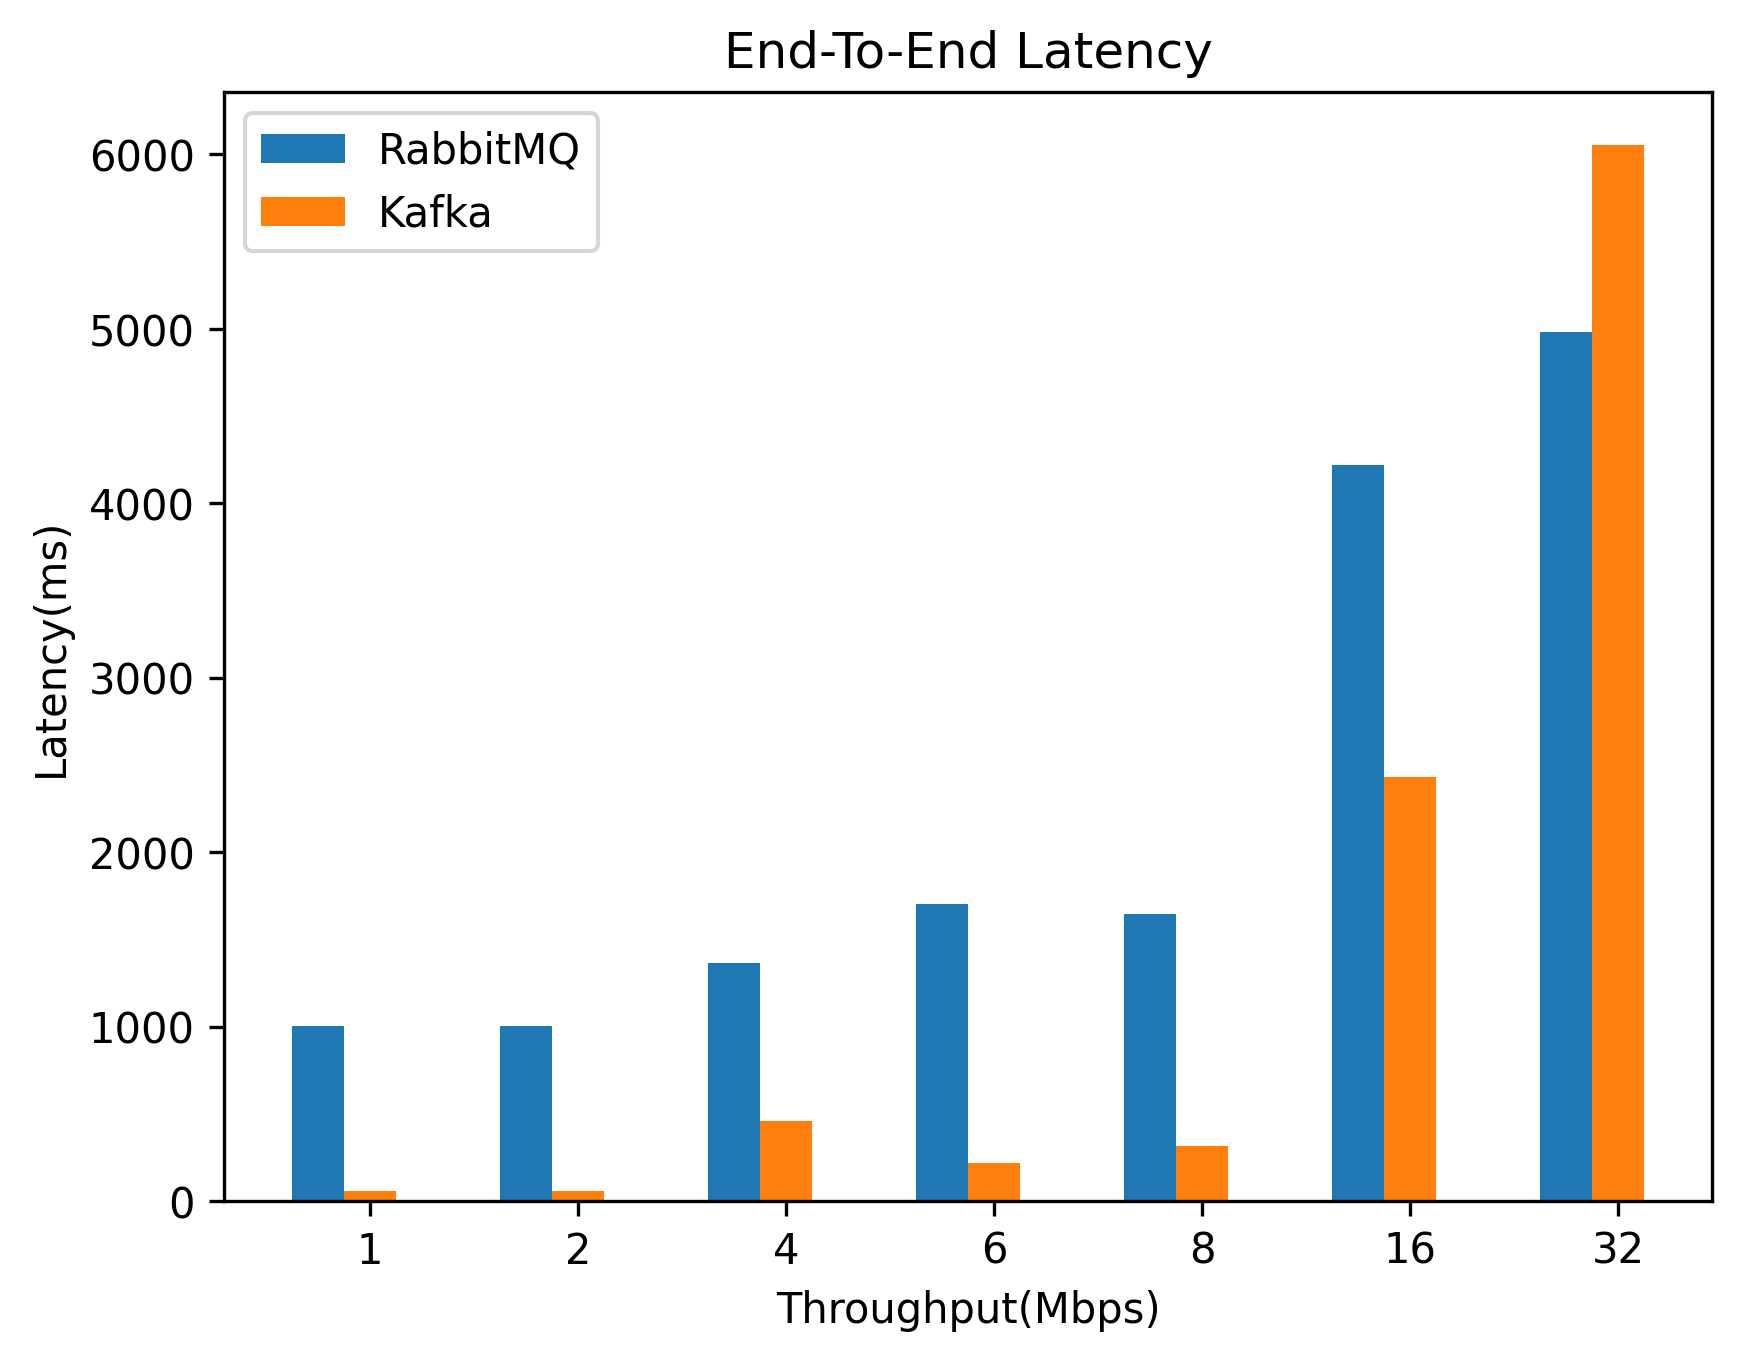 End-To-End Latency
RabbitMQ
Kafka
6000
5000
4000
3000
2000
1000
0
Latency(ms)
1 2 4 6 8 16 32
Throughput(Mbps)